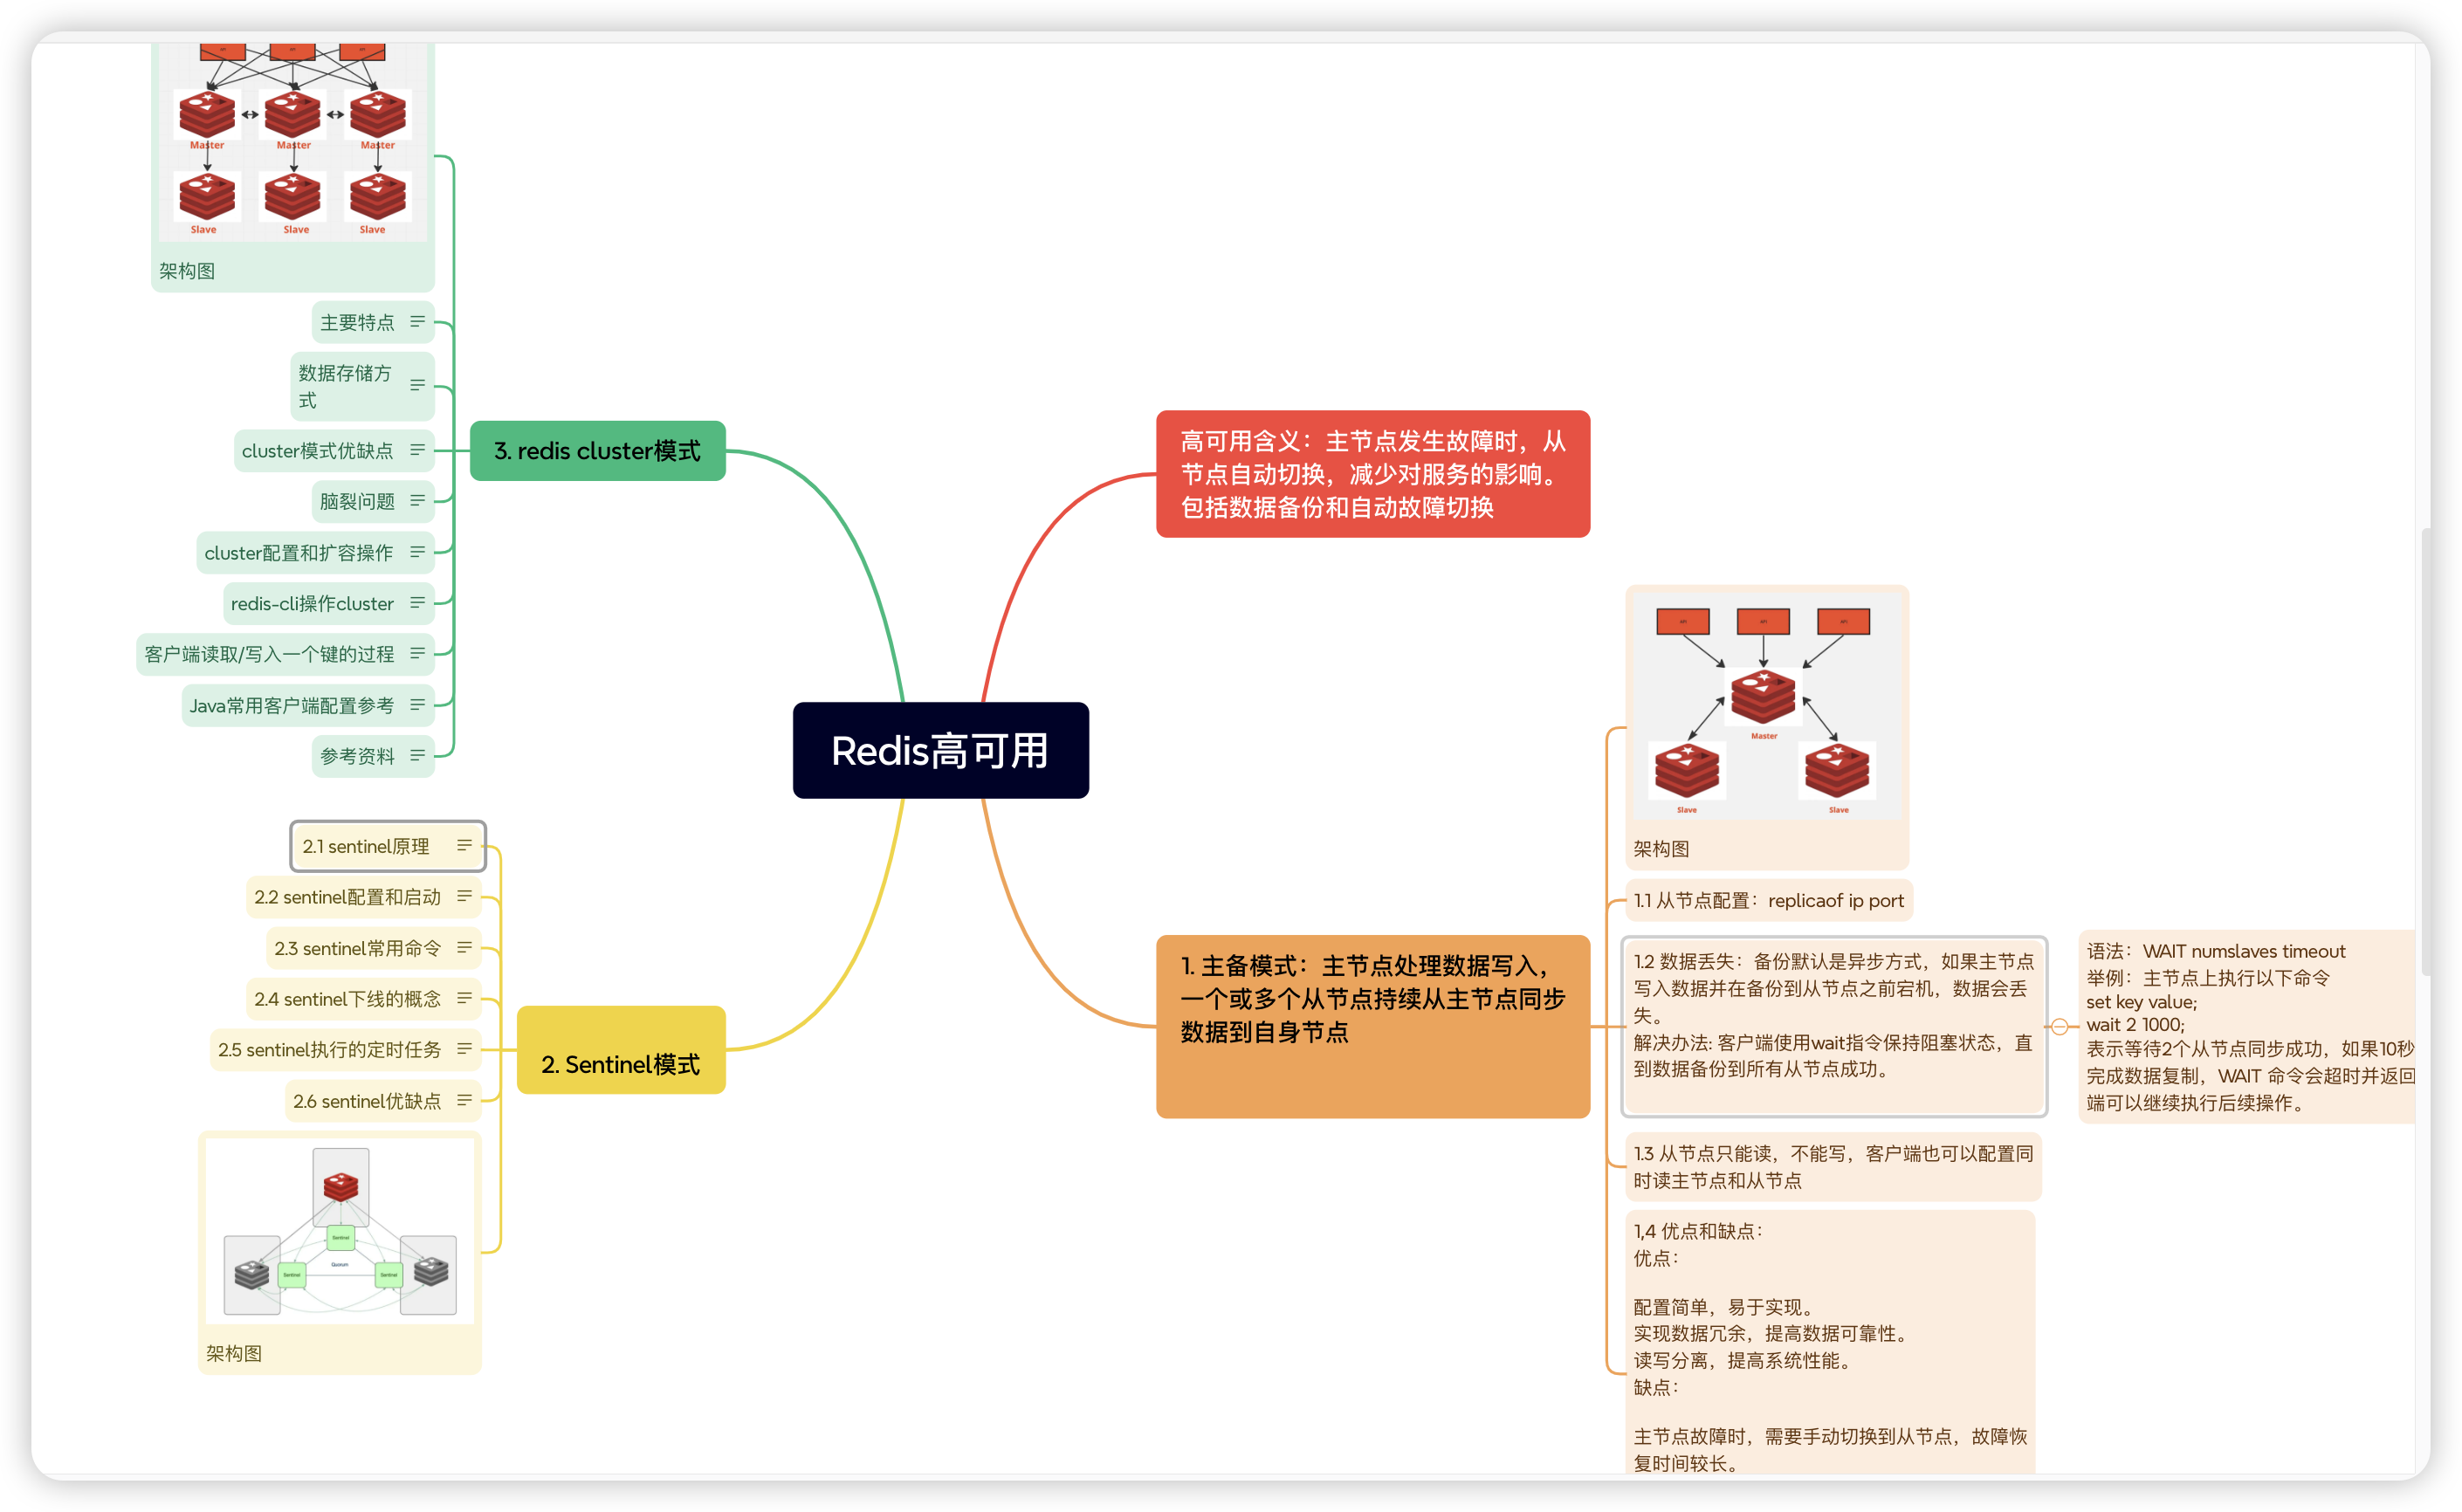 Redis高可用
高可用含义：主节点发生故障时，从
节点自动切换，减少对服务的影响。
包括数据备份和自动故障切换
1. 主备模式：主节点处理数据写入，
一个或多个从节点持续从主节点同步
数据到自身节点
API
API
API
Master
Slave
Slave
架构图
1.1 从节点配置：replicaof ip port
1.2 数据丢失：备份默认是异步方式，如果主节点
写入数据并在备份到从节点之前宕机，数据会丢
失。
解决办法: 客户端使用wait指令保持阻塞状态，直
到数据备份到所有从节点成功。
语法：WAIT numslaves timeout
举例：主节点上执行以下命令
set key value;
wait 2 1000;
表示等待2个从节点同步成功，如果10秒
完成数据复制，WAIT 命令会超时并返回
端可以继续执行后续操作。
1.3 从节点只能读，不能写，客户端也可以配置同
时读主节点和从节点
1,4 优点和缺点：
优点：
配置简单，易于实现。
实现数据冗余，提高数据可靠性。
读写分离，提高系统性能。
缺点：
主节点故障时，需要手动切换到从节点，故障恢
复时间较长。
2. Sentinel模式
2.1 sentinel原理
2.2 sentinel配置和启动
2.3 sentinel常用命令
2.4 sentinel下线的概念
2.5 sentinel执行的定时任务
2.6 sentinel优缺点
Sentinel
Quorum
Sentinel
Sentinel
架构图
3. redis cluster模式
API
API
API
Master
Master
Master
Slave
Slave
Slave
架构图
主要特点
数据存储方
式
cluster模式优缺点
脑裂问题
cluster配置和扩容操作
redis-cli操作cluster
客户端读取/写入一个键的过程
Java常用客户端配置参考
参考资料